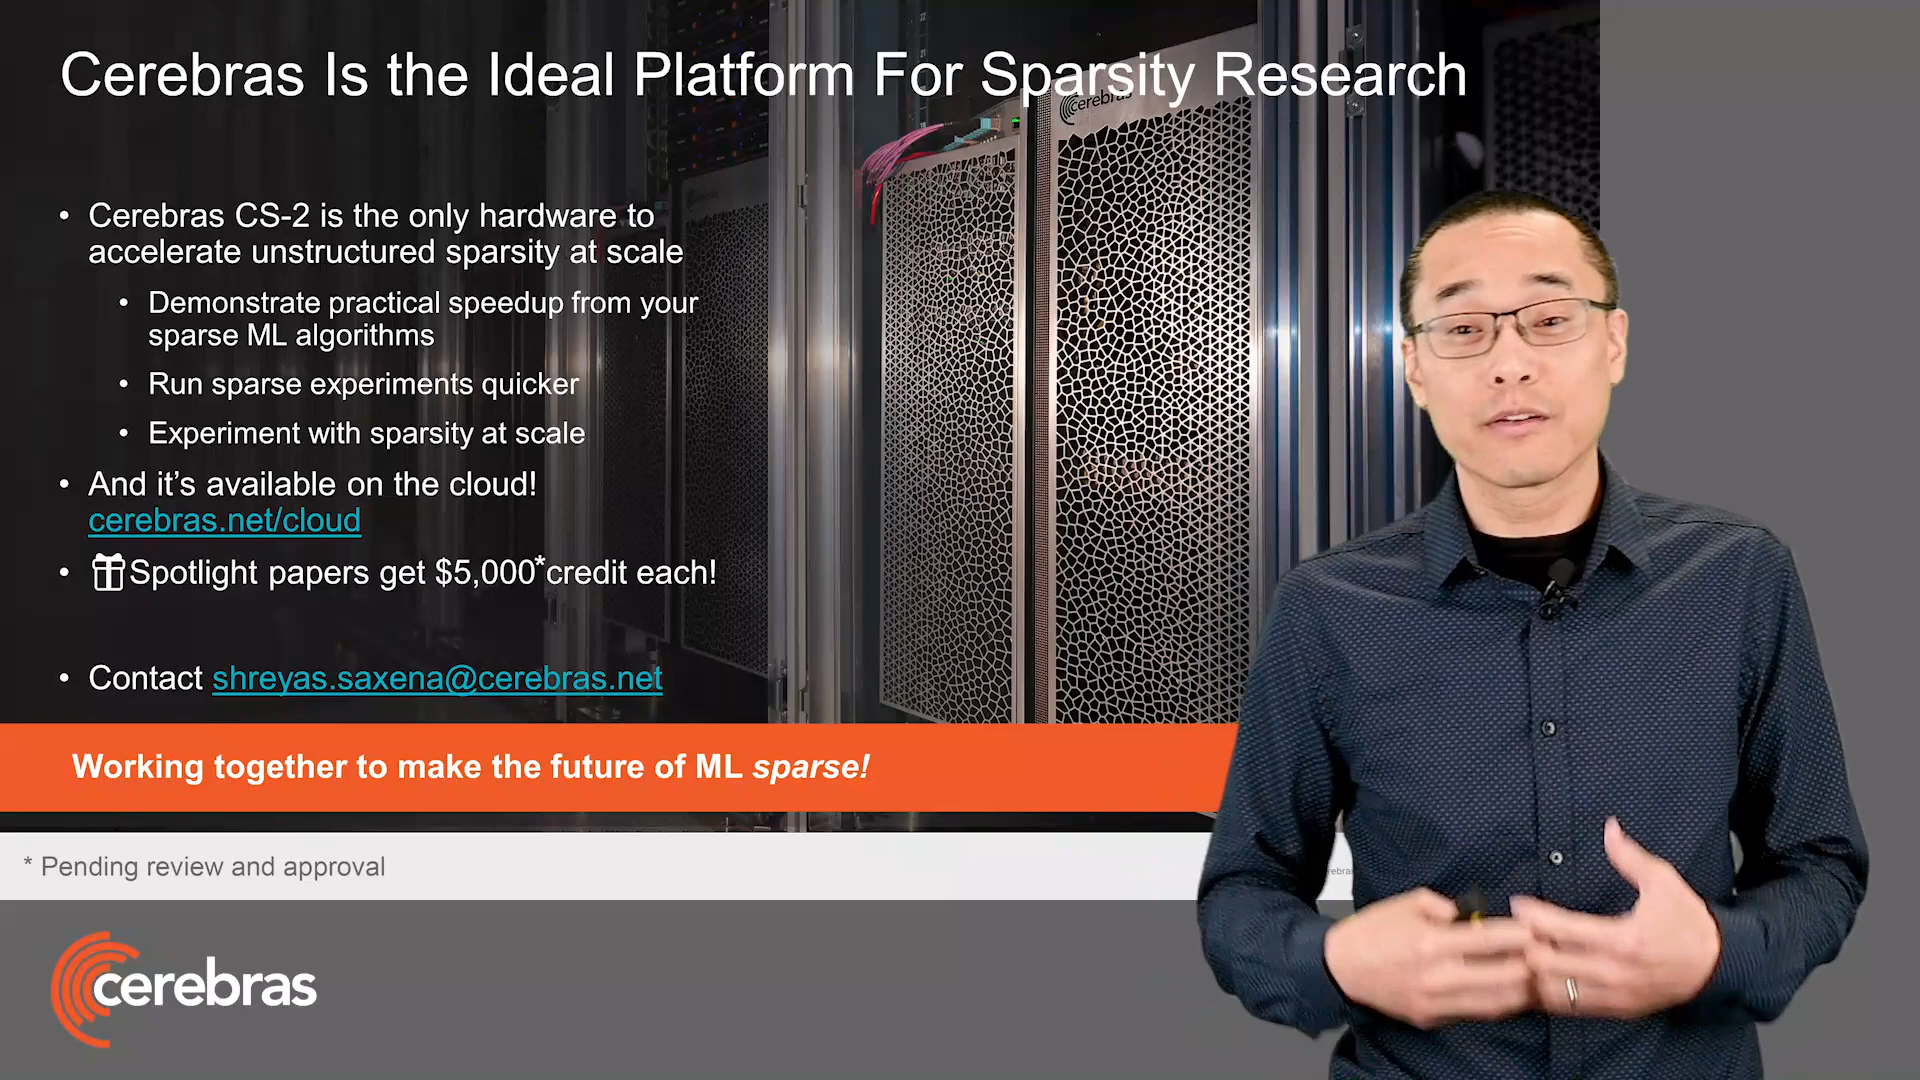 Cerebras Is the Ideal Platform For Sparsity Research
cerebras
• Cerebras CS-2 is the only hardware to
accelerate unstructured sparsity at scale
• Demonstrate practical speedup from your
sparse ML algorithms
• Run sparse experiments quicker
• Experiment with sparsity at scale
• And it’s available on the cloud!
cerebras.net/cloud
• Spotlight papers get $5,000* credit each!
• Contact shreyas.saxena@cerebras.net
Working together to make the future of ML sparse!
* Pending review and approval
cerebras